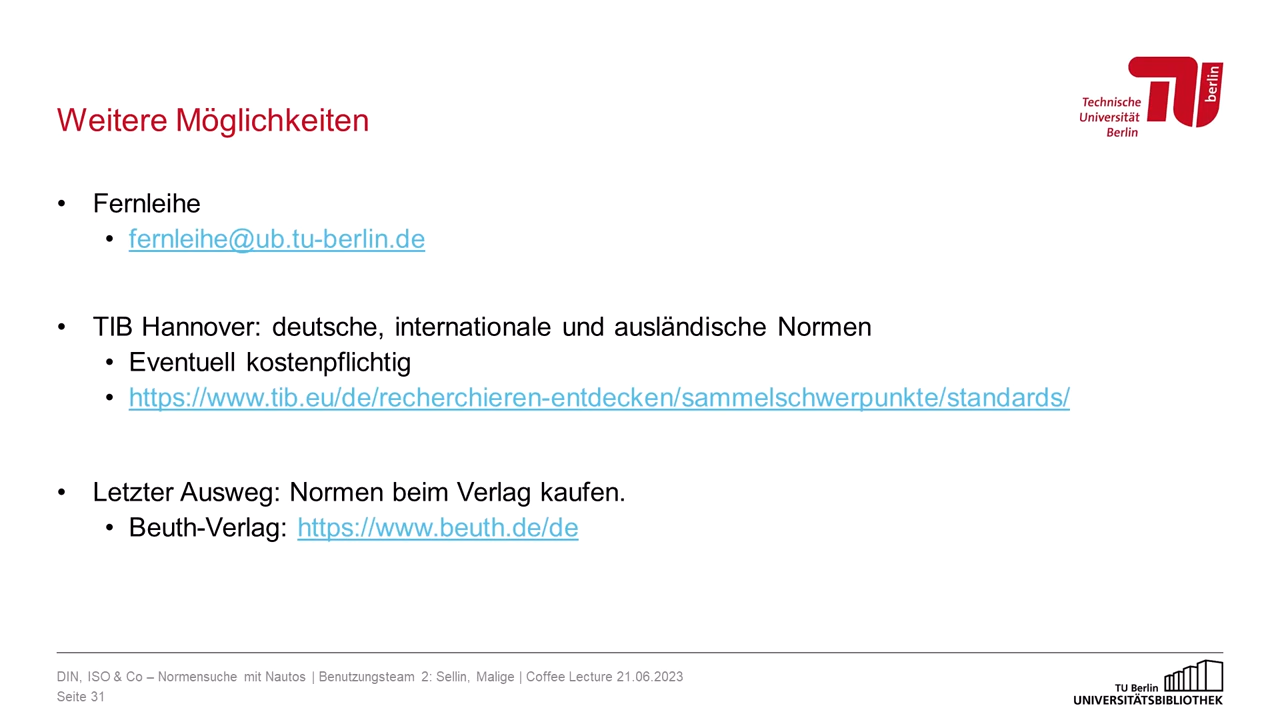 Technische
Universität
Berlin
berlin
Weitere Möglichkeiten
• Fernleihe
• fernleihe@ub.tu-berlin.de
• TIB Hannover: deutsche, internationale und ausländische Normen
• Eventuell kostenpflichtig
• https://www.tib.eu/de/recherchieren-entdecken/sammelschwerpunkte/standards/
• Letzter Ausweg: Normen beim Verlag kaufen.
• Beuth-Verlag: https://www.beuth.de/de
DIN, ISO & Co – Normensuche mit Nautos | Benutzungsteam 2: Sellin, Malige | Coffee Lecture 21.06.2023
Seite 31
TU Berlin
UNIVERSITÄTSBIBLIOTHEK